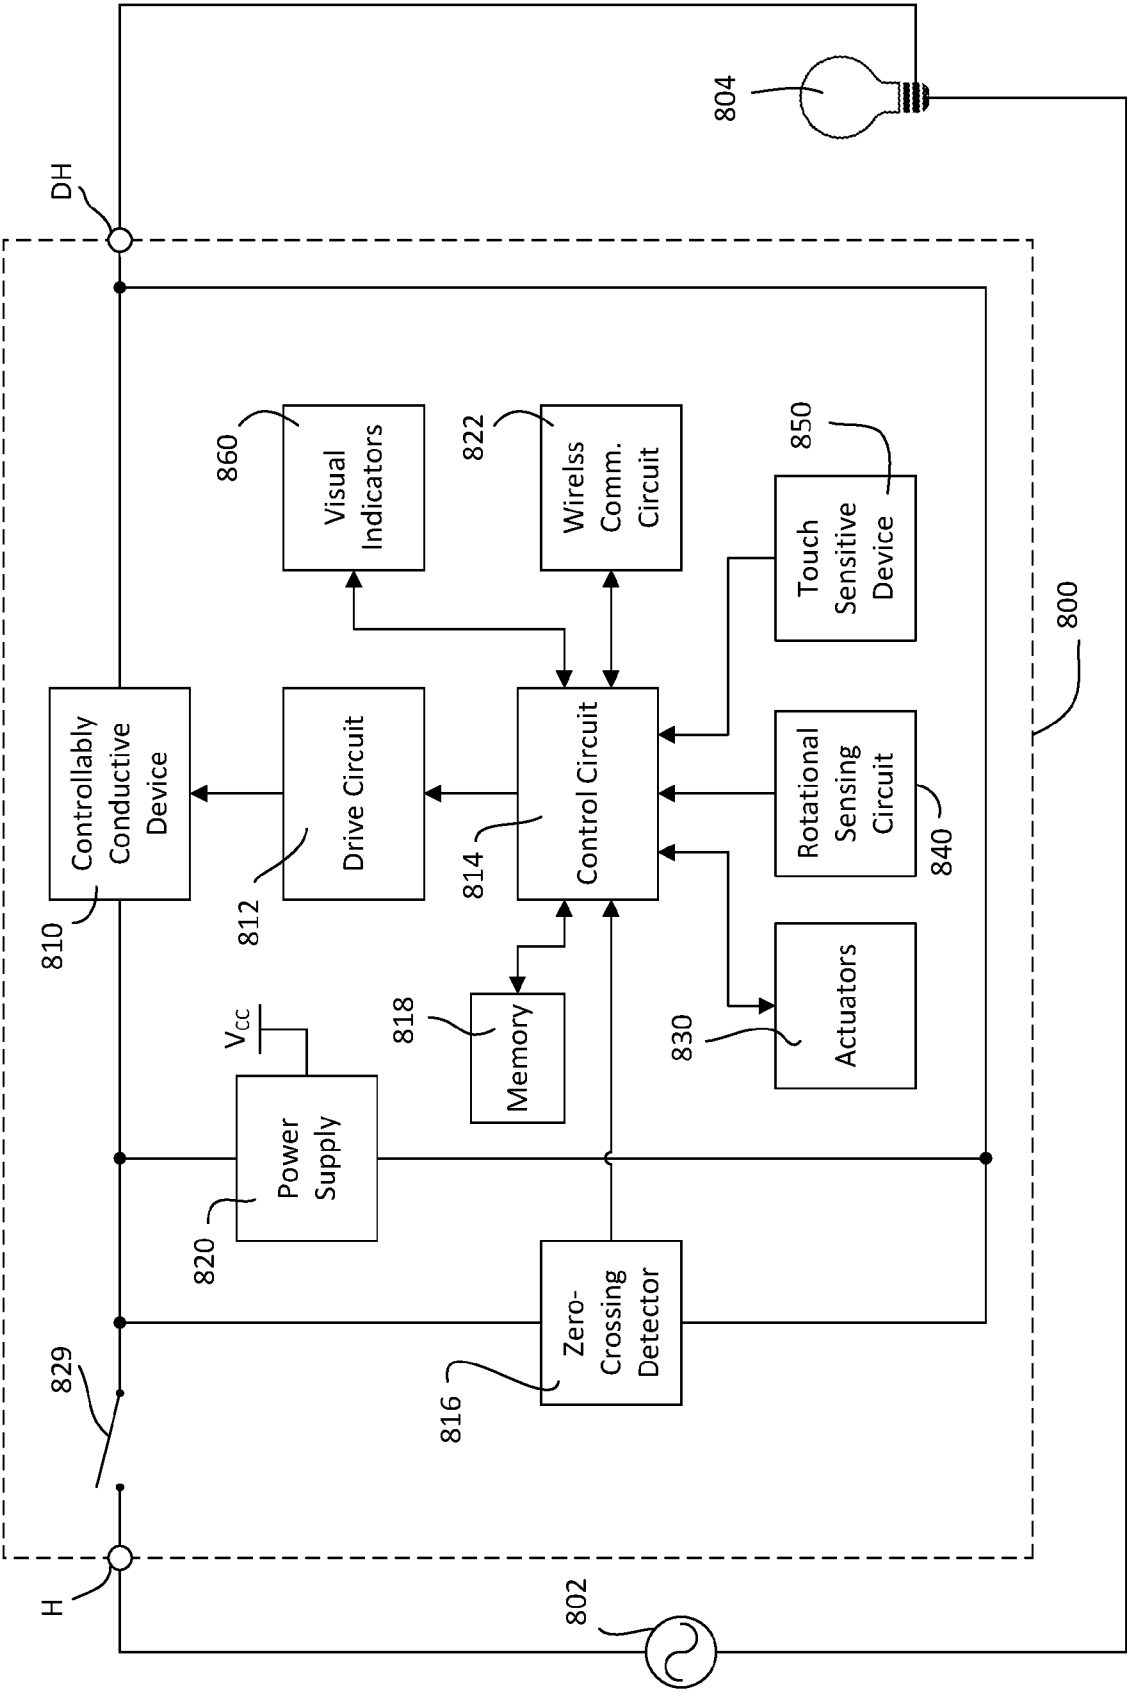 H
829
810
Controllably
Conductive
Device
DH
820
Power
Supply
VCC
812
Drive Circuit
860
Visual
Indicators
804
802
816
Zero-
Crossing
Detector
818
Memory
814
Control Circuit
822
Wirelss
Comm.
Circuit
830
Actuators
Rotational
Sensing
Circuit
840
Touch
Sensitive
Device
850
800